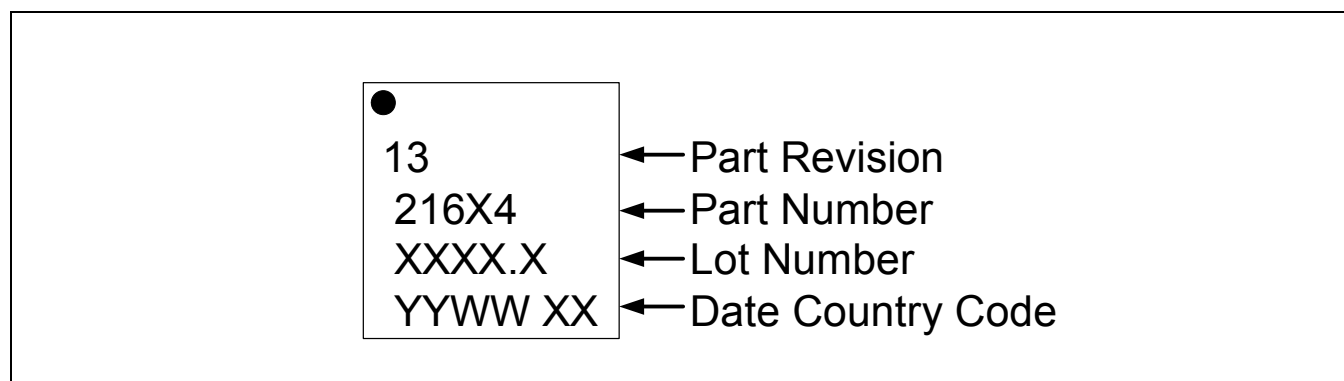 13 Part Revision
216X4 Part Number
XXXX.X Lot Number
YYWW XX Date Country Code